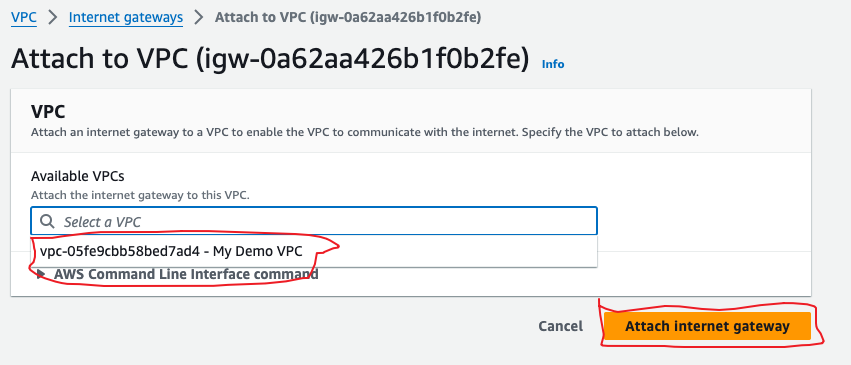 VPC > Internet gateways > Attach to VPC (igw-0a62aa426b1f0b2fe)
Attach to VPC (igw-0a62aa426b1f0b2fe) Info
VPC
Attach an internet gateway to a VPC to enable the VPC to communicate with the internet. Specify the VPC to attach below.
Available VPCs
Attach the internet gateway to this VPC.
Select a VPC
vpc-05fe9cbb58bed7ad4 - My Demo VPC
AWS Command Line Interface command
Cancel Attach internet gateway